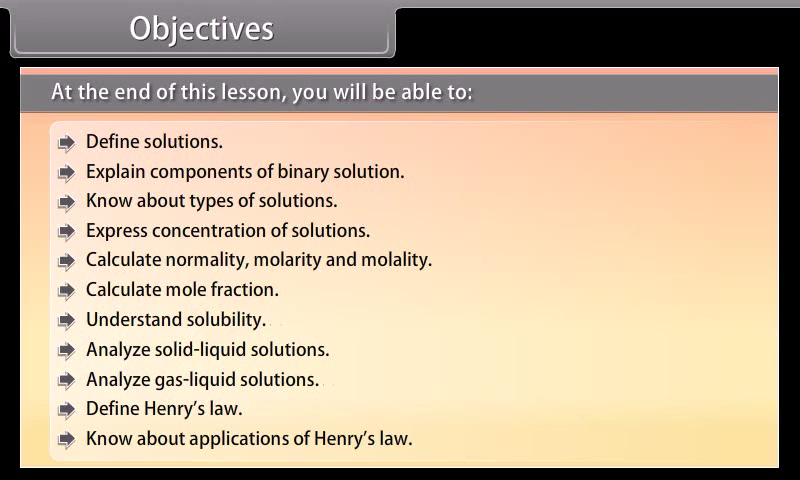 Objectives
At the end of this lesson, you will be able to:
Define solutions.
Explain components of binary solution.
Know about types of solutions.
Express concentration of solutions.
Calculate normality, molarity and molality.
Calculate mole fraction.
Understand solubility.
Analyze solid-liquid solutions.
Analyze gas-liquid solutions.
Define Henry's law.
Know about applications of Henry's law.